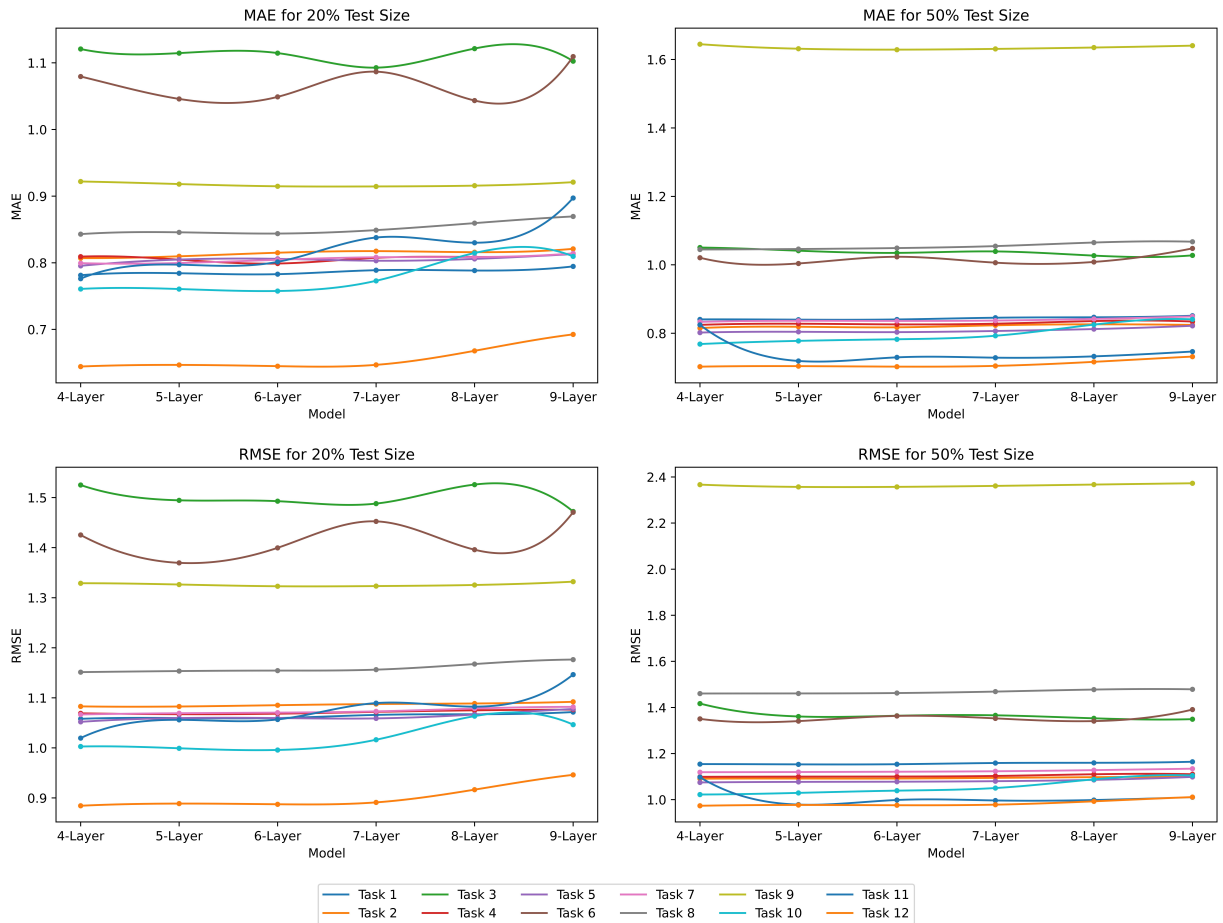 MAE for 20% Test Size
MAE
1.1
1.0
0.9
0.8
0.7
4-Layer 5-Layer 6-Layer 7-Layer 8-Layer 9-Layer
Model
MAE for 50% Test Size
MAE
1.6
1.4
1.2
1.0
0.8
4-Layer 5-Layer 6-Layer 7-Layer 8-Layer 9-Layer
Model
RMSE for 20% Test Size
RMSE
1.5
1.4
1.3
1.2
1.1
1.0
0.9
4-Layer 5-Layer 6-Layer 7-Layer 8-Layer 9-Layer
Model
RMSE for 50% Test Size
RMSE
2.4
2.2
2.0
1.8
1.6
1.4
1.2
1.0
4-Layer 5-Layer 6-Layer 7-Layer 8-Layer 9-Layer
Model
Task 1 Task 3 Task 5 Task 7 Task 9 Task 11
Task 2 Task 4 Task 6 Task 8 Task 10 Task 12